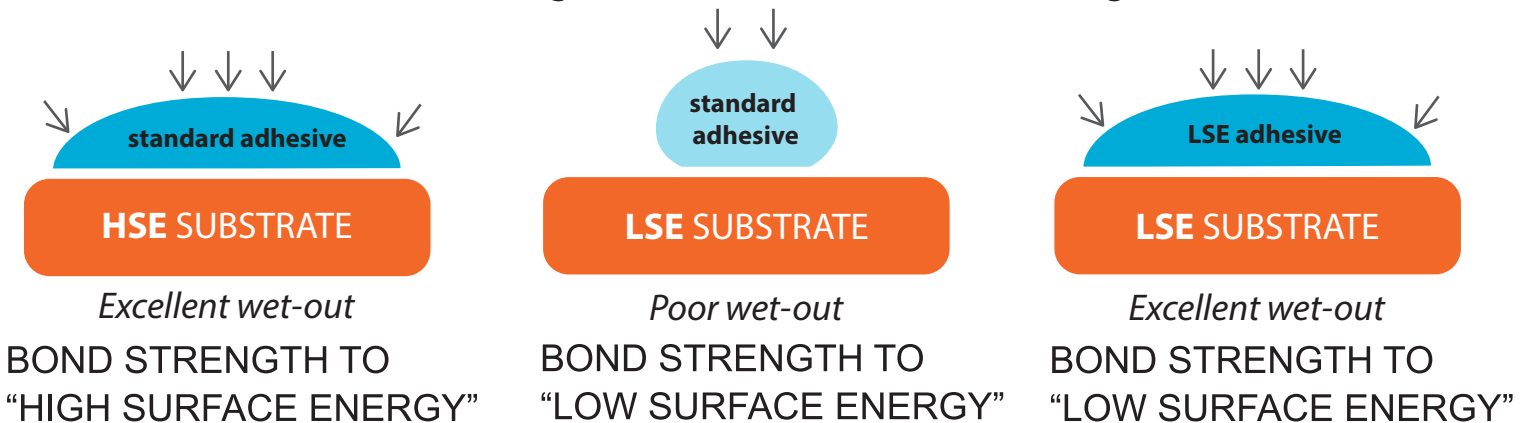 standard adhesive
HSE SUBSTRATE
Excellent wet-out
BOND STRENGTH TO
“HIGH SURFACE ENERGY”
standard
adhesive
LSE SUBSTRATE
Poor wet-out
BOND STRENGTH TO
“LOW SURFACE ENERGY”
LSE adhesive
LSE SUBSTRATE
Excellent wet-out
BOND STRENGTH TO
“LOW SURFACE ENERGY”